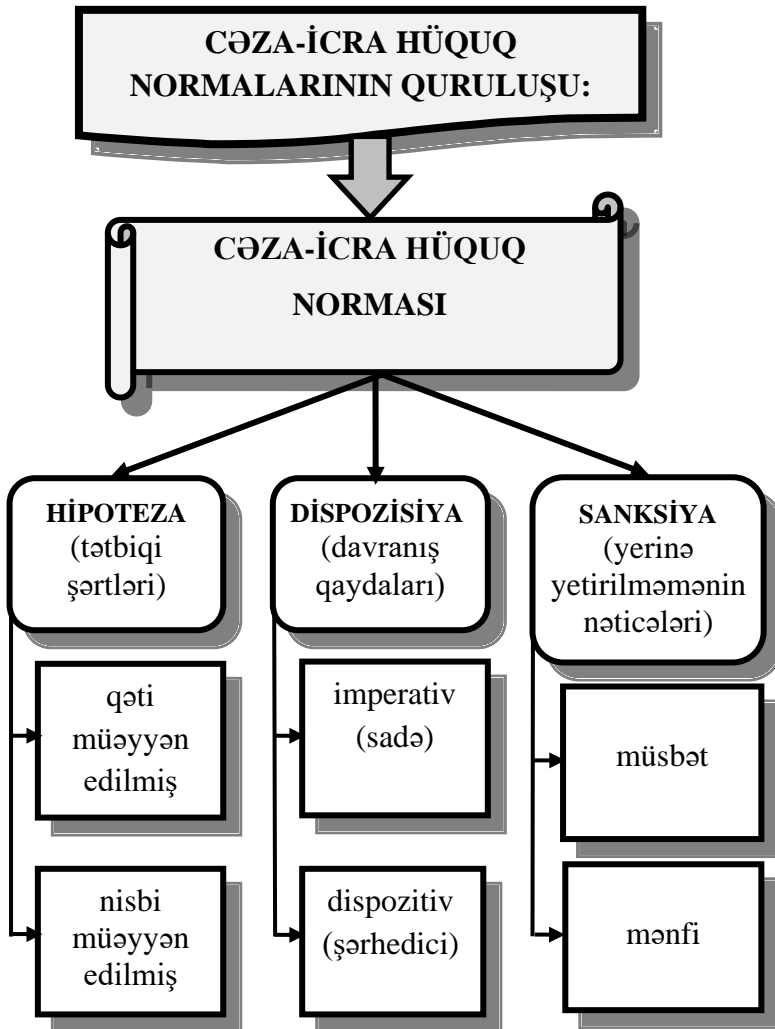 CƏZA-İCRA HÜQUQ
NORMALARININ QURULUŞU:
CƏZA-İCRA HÜQUQ
NORMASI
HİPOTEZA
(tətbiqi
şərtləri)
DİSPOZİSİYA
(davranış
qaydaları)
SANKSİYA
(yerinə
yetirilməmənin
nəticələri)
qəti
müəyyən
edilmiş
imperativ
(sadə)
müsbət
nisbi
müəyyən
edilmiş
dispozitiv
(şərhedici)
mənfi